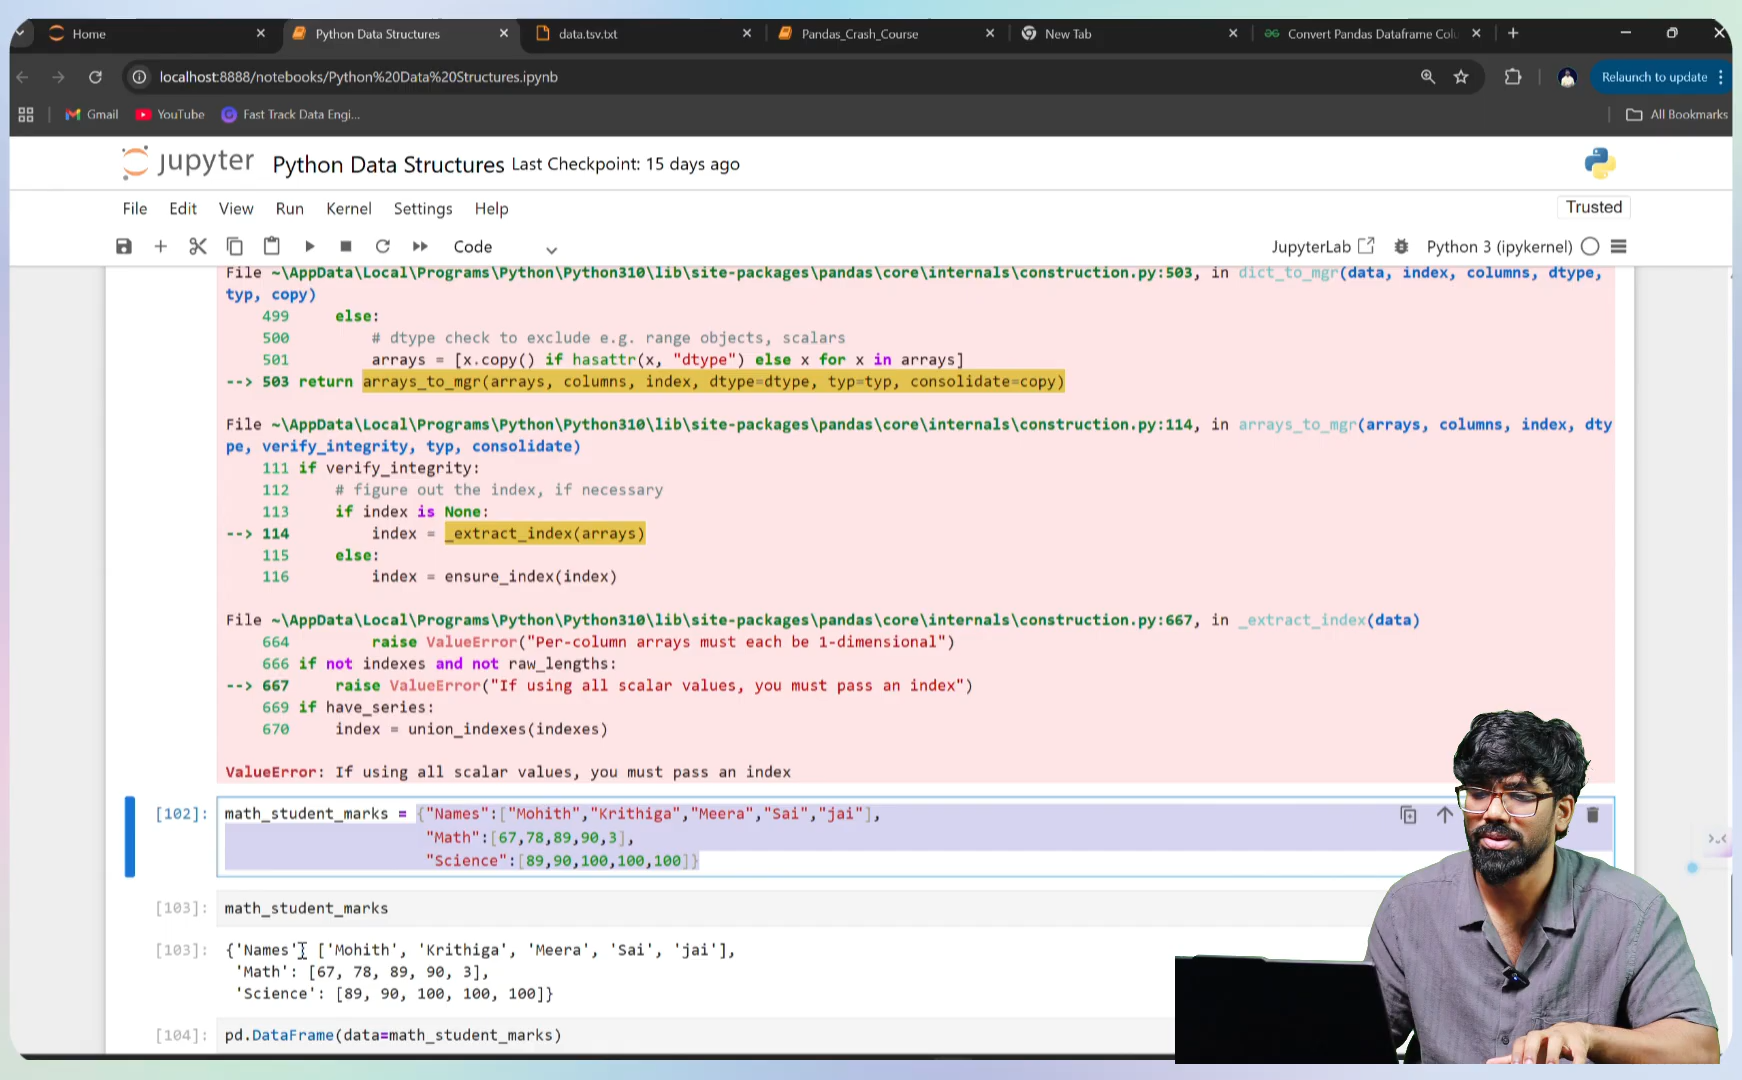 Home
Python Data Structures
data.tsv.txt
Pandas_Crash_Course
New Tab
Convert Pandas Dataframe Colu
localhost:8888/notebooks/Python%20Data%20Structures.ipynb
Relaunch to update
Gmail
YouTube
Fast Track Data Engi...
All Bookmarks
jupyter Python Data Structures Last Checkpoint: 15 days ago
File Edit View Run Kernel Settings Help
Trusted
Code
JupyterLab
Python 3 (ipykernel)
File ~\AppData\Local\Programs\Python\Python310\lib\site-packages\pandas\core\internals\construction.py:503, in dict_to_mgr(data, index, columns, dtype,
typ, copy)
499 else:
500 # dtype check to exclude e.g. range objects, scalars
501 arrays = [x.copy() if hasattr(x, "dtype") else x for x in arrays]
--> 503 return arrays_to_mgr(arrays, columns, index, dtype=dtype, typ=typ, consolidate=copy)
File ~\AppData\Local\Programs\Python\Python310\lib\site-packages\pandas\core\internals\construction.py:114, in arrays_to_mgr(arrays, columns, index, dty
pe, verify_integrity, typ, consolidate)
111 if verify_integrity:
112 # figure out the index, if necessary
113 if index is None:
--> 114 index = _extract_index(arrays)
115 else:
116 index = ensure_index(index)
File ~\AppData\Local\Programs\Python\Python310\lib\site-packages\pandas\core\internals\construction.py:667, in _extract_index(data)
664 raise ValueError("Per-column arrays must each be 1-dimensional")
666 if not indexes and not raw_lengths:
--> 667 raise ValueError("If using all scalar values, you must pass an index")
669 if have_series:
670 index = union_indexes(indexes)
ValueError: If using all scalar values, you must pass an index
[102]: math_student_marks = {"Names":["Mohith","Krithiga","Meera","Sai","jai"],
"Math":[67,78,89,90,3],
"Science":[89,90,100,100,100]}
[103]: math_student_marks
[103]: {'Names': ['Mohith', 'Krithiga', 'Meera', 'Sai', 'jai'],
'Math': [67, 78, 89, 90, 3],
'Science': [89, 90, 100, 100, 100]}
[104]: pd.DataFrame(data=math_student_marks)